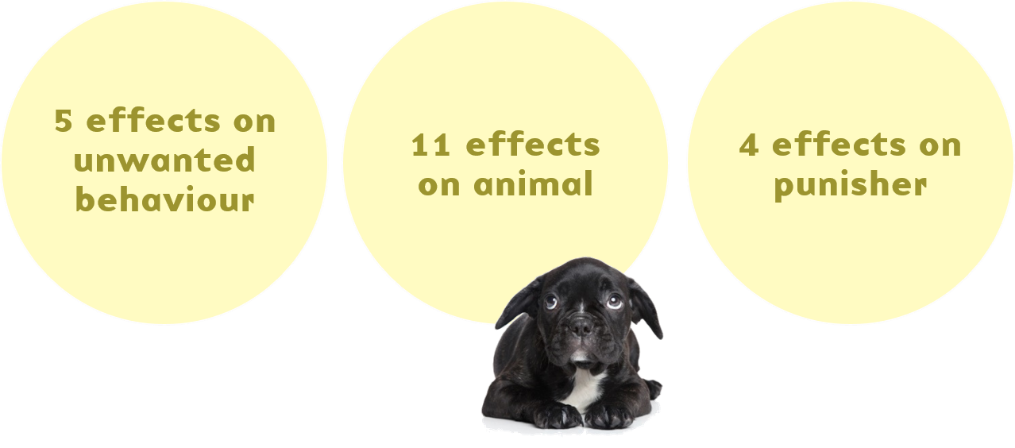 5 effects on
unwanted
behaviour
11 effects
on animal
4 effects on
punisher